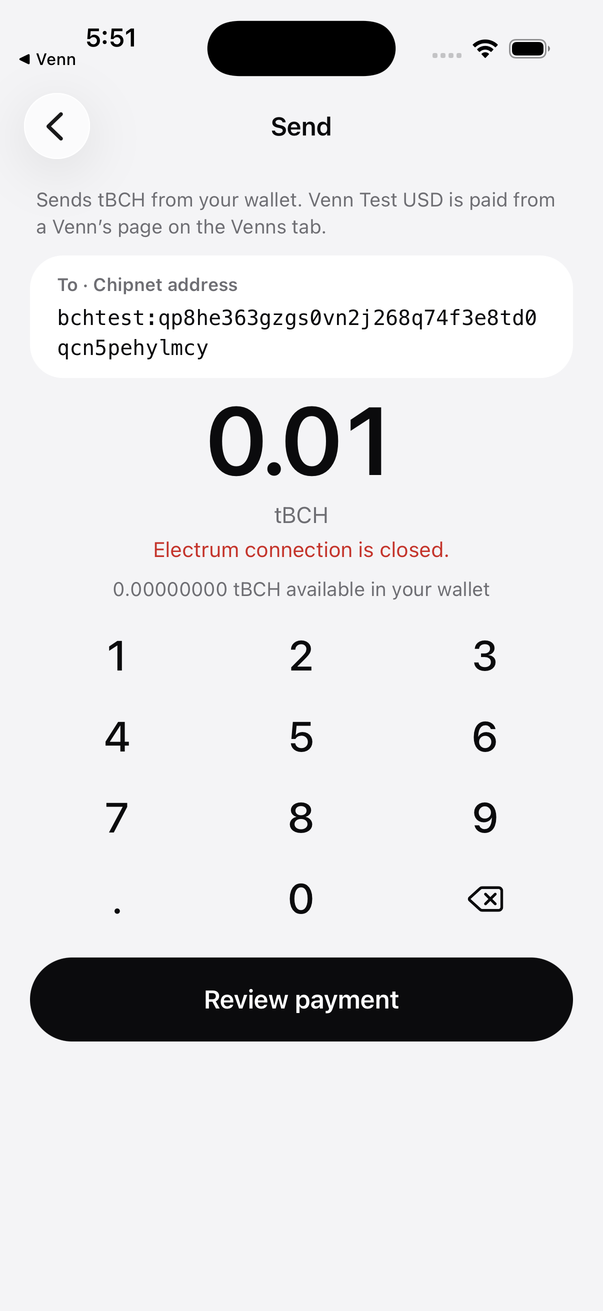 5:51
◀ Venn
Send
Sends tBCH from your wallet. Venn Test USD is paid from
a Venn’s page on the Venns tab.
To · Chipnet address
bchtest:qp8he363gzgs0vn2j268q74f3e8td0
qcn5pehylmcy
0.01
tBCH
Electrum connection is closed.
0.00000000 tBCH available in your wallet
1 2 3
4 5 6
7 8 9
. 0
Review payment